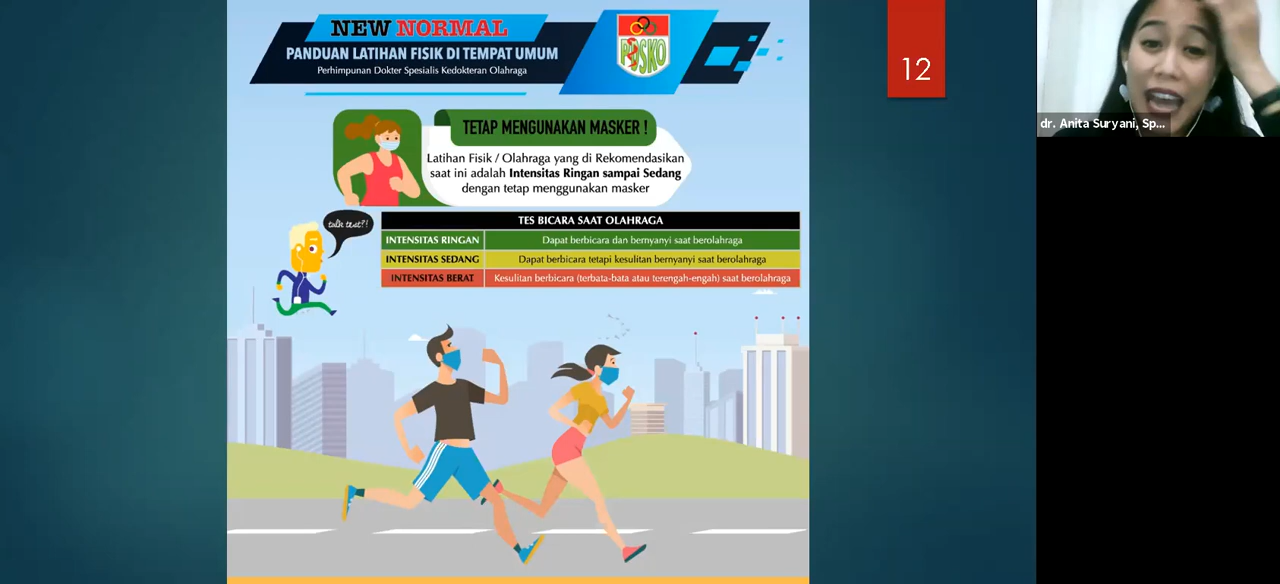 NEW NORMAL
PANDUAN LATIHAN FISIK DI TEMPAT UMUM
Perhimpunan Dokter Spesialis Kedokteran Olahraga
PDSKO
12
dr. Anita Suryani, Sp...
TETAP MENGUNAKAN MASKER !
Latihan Fisik / Olahraga yang di Rekomendasikan
saat ini adalah Intensitas Ringan sampai Sedang
dengan tetap menggunakan masker
talk test?!
TES BICARA SAAT OLAHRAGA
INTENSITAS RINGAN Dapat berbicara dan bernyanyi saat berolahraga
INTENSITAS SEDANG Dapat berbicara tetapi kesulitan bernyanyi saat berolahraga
INTENSITAS BERAT Kesulitan berbicara (terbata-bata atau terengah-engah) saat berolahraga